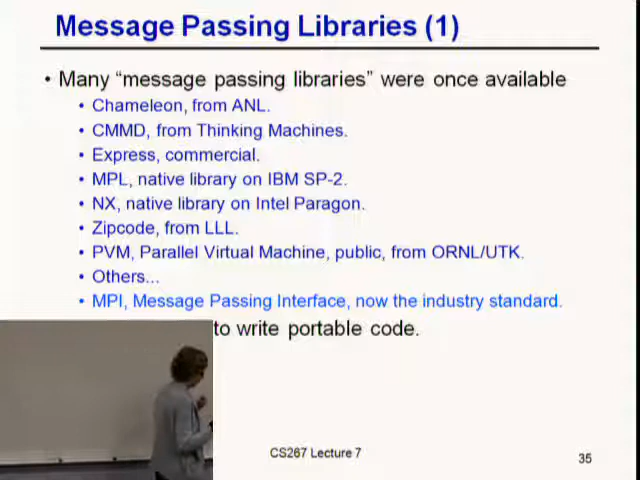 Message Passing Libraries (1)
• Many “message passing libraries” were once available
• Chameleon, from ANL.
• CMMD, from Thinking Machines.
• Express, commercial.
• MPL, native library on IBM SP-2.
• NX, native library on Intel Paragon.
• Zipcode, from LLL.
• PVM, Parallel Virtual Machine, public, from ORNL/UTK.
• Others...
• MPI, Message Passing Interface, now the industry standard.
to write portable code.
CS267 Lecture 7
35